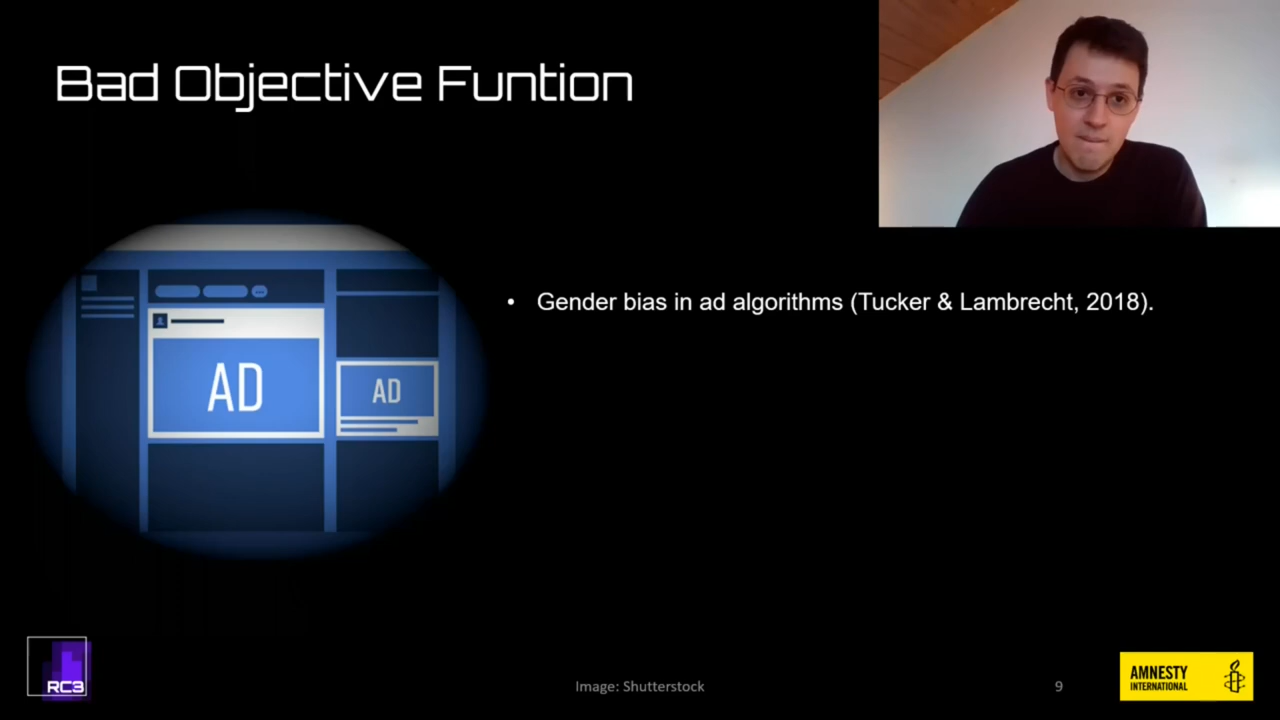 Bad Objective Funtion
AD
AD
• Gender bias in ad algorithms (Tucker & Lambrecht, 2018).
RC3
Image: Shutterstock
9
AMNESTY
INTERNATIONAL